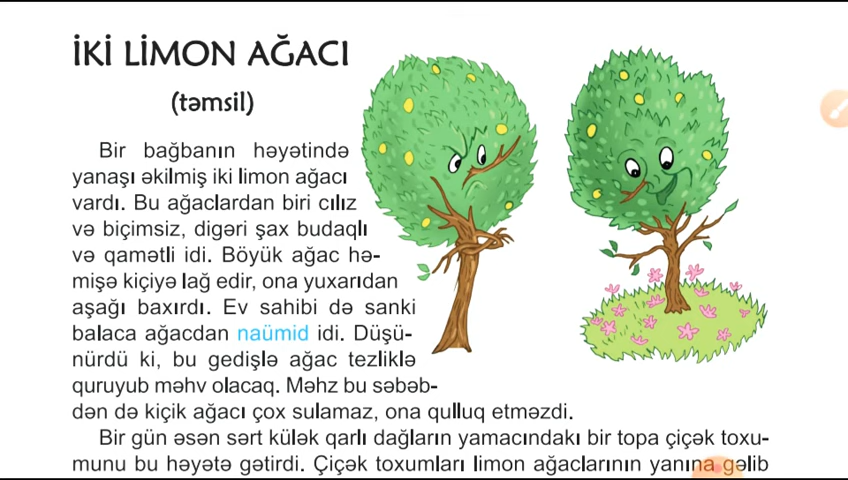 İKİ LİMON AĞACI
(təmsil)
Bir bağbanın həyətində
yanaşı əkilmiş iki limon ağacı
vardı. Bu ağaclardan biri cılız
və biçimsiz, digəri şax budaqlı
və qamətli idi. Böyük ağac hə-
mişə kiçiyə lağ edir, ona yuxarıdan
aşağı baxırdı. Ev sahibi də sanki
balaca ağacdan naümid idi. Düşü-
nürdü ki, bu gedişlə ağac tezliklə
quruyub məhv olacaq. Məhz bu səbəb-
dən də kiçik ağacı çox sulamaz, ona qulluq etməzdi.
Bir gün əsən sərt külək qarlı dağların yamacındakı bir topa çiçək toxu-
munu bu həyətə gətirdi. Çiçək toxumları limon ağaclarının yanına gəlib